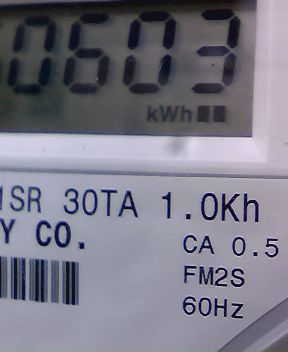 0603
kWh
SR 30TA 1.0Kh
Y CO.
CA 0.5
FM2S
60Hz